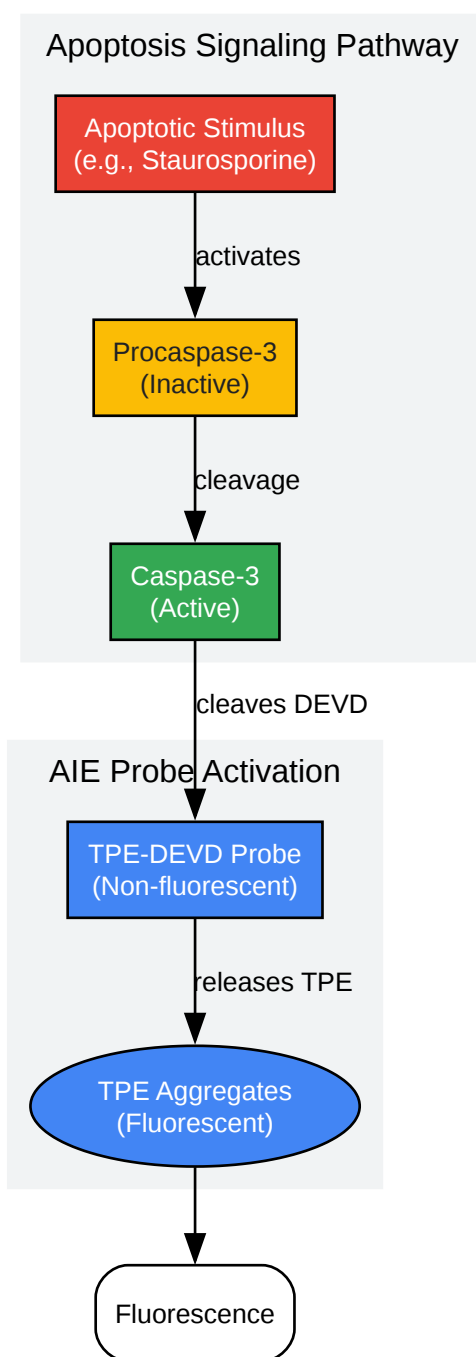 Apoptosis Signaling Pathway
Apoptotic Stimulus
(e.g., Staurosporine)
activates
Procaspase-3
(Inactive)
cleavage
Caspase-3
(Active)
cleaves DEVD
AIE Probe Activation
TPE-DEVD Probe
(Non-fluorescent)
releases TPE
TPE Aggregates
(Fluorescent)
Fluorescence